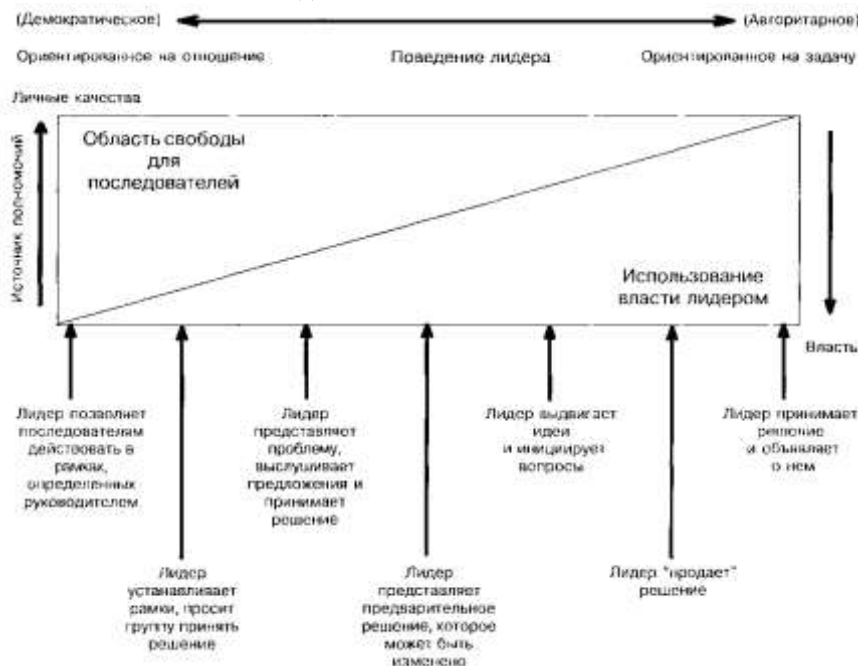 (Демократическое)
(Авторитарное)
Ориентированное на отношение
Поведение лидера
Ориентированное на задачу
Личные качества
Источник полномочий
Область свободы
для
последователей
Использование
власти лидером
Власть
Лидер позволяет
последователям
действовать в
рамках,
определенных
руководителем
Лидер
представляет
проблему,
выслушивает
предложения и
принимает
решение
Лидер выдвигает
идеи
и инициирует
вопросы
Лидер принимает
решение
и объявляет
о нем
Лидер
устанавливает
рамки, просит
группу принять
решение
Лидер
представляет
предварительное
решение, которое
может быть
изменено
Лидер "продает"
решение